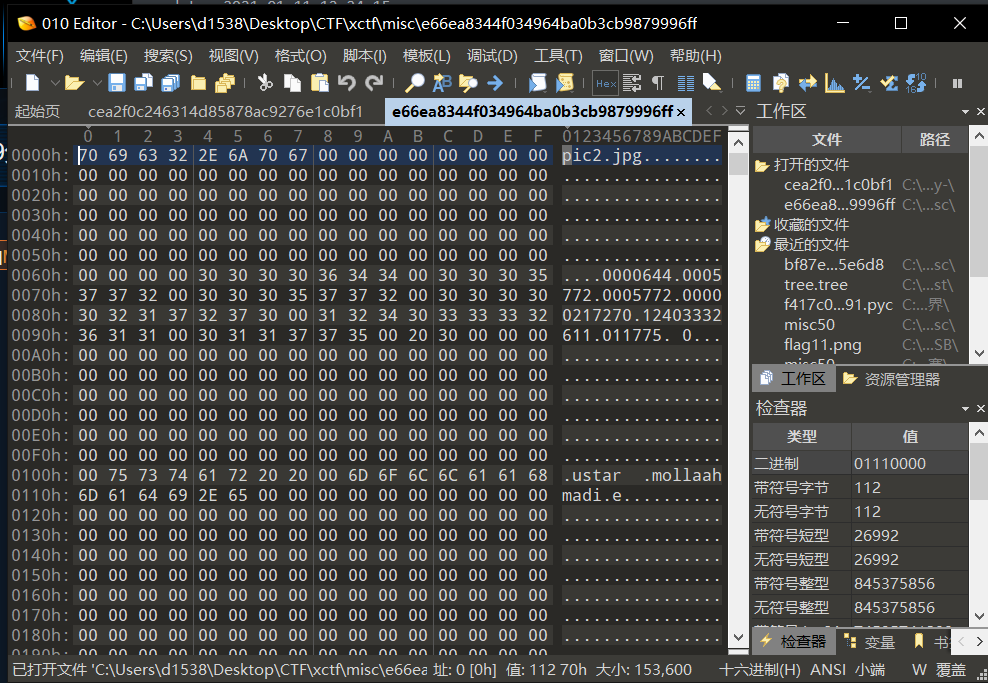 010 Editor - C:\Users\d1538\Desktop\CTF\xctf\misc\e66ea8344f034964ba0b3cb9879996ff
文件(F) 编辑(E) 搜索(S) 视图(V) 格式(O) 脚本(I) 模板(L) 调试(D) 工具(T) 窗口(W) 帮助(H)
Hex
起始页 cea2f0c246314d85878ac9276e1c0bf1 e66ea8344f034964ba0b3cb9879996ff × 工作区
0 1 2 3 4 5 6 7 8 9 A B C D E F 0123456789ABCDEF
0000h: 70 69 63 32 2E 6A 70 67 00 00 00 00 00 00 00 00 pic2.jpg........
0010h: 00 00 00 00 00 00 00 00 00 00 00 00 00 00 00 00 ................
0020h: 00 00 00 00 00 00 00 00 00 00 00 00 00 00 00 00 ................
0030h: 00 00 00 00 00 00 00 00 00 00 00 00 00 00 00 00 ................
0040h: 00 00 00 00 00 00 00 00 00 00 00 00 00 00 00 00 ................
0050h: 00 00 00 00 00 00 00 00 00 00 00 00 00 00 00 00 ................
0060h: 00 00 00 00 30 30 30 30 36 34 34 00 30 30 30 35 ....0000644.0005
0070h: 37 37 32 00 30 30 30 35 37 37 32 00 30 30 30 30 772.0005772.0000
0080h: 30 32 31 37 32 37 30 00 31 32 34 30 33 33 33 32 0217270.12403332
0090h: 36 31 31 00 30 31 31 37 37 35 00 20 30 00 00 00 611.011775. 0...
00A0h: 00 00 00 00 00 00 00 00 00 00 00 00 00 00 00 00 ................
00B0h: 00 00 00 00 00 00 00 00 00 00 00 00 00 00 00 00 ................
00C0h: 00 00 00 00 00 00 00 00 00 00 00 00 00 00 00 00 ................
00D0h: 00 00 00 00 00 00 00 00 00 00 00 00 00 00 00 00 ................
00E0h: 00 00 00 00 00 00 00 00 00 00 00 00 00 00 00 00 ................
00F0h: 00 00 00 00 00 00 00 00 00 00 00 00 00 00 00 00 ................
0100h: 00 75 73 74 61 72 20 20 00 6D 6F 6C 6C 61 61 68 .ustar  .mollaah
0110h: 6D 61 64 69 2E 65 00 00 00 00 00 00 00 00 00 00 madi.e..........
0120h: 00 00 00 00 00 00 00 00 00 00 00 00 00 00 00 00 ................
0130h: 00 00 00 00 00 00 00 00 00 00 00 00 00 00 00 00 ................
0140h: 00 00 00 00 00 00 00 00 00 00 00 00 00 00 00 00 ................
0150h: 00 00 00 00 00 00 00 00 00 00 00 00 00 00 00 00 ................
0160h: 00 00 00 00 00 00 00 00 00 00 00 00 00 00 00 00 ................
0170h: 00 00 00 00 00 00 00 00 00 00 00 00 00 00 00 00 ................
0180h: 00 00 00 00 00 00 00 00 00 00 00 00 00 00 00 00 ................
文件 路径
打开的文件
cea2f0...1c0bf1 C:\...y-\
e66ea8...9996ff C:\...sc\
收藏的文件
最近的文件
bf87e...5e6d8 C:\...sc\
tree.tree C:\...st\
f417c0...91.pyc C:...界\
misc50 C:\...sc\
flag11.png C:\...SB\
工作区 资源管理器
检查器
类型 值
二进制 01110000
带符号字节 112
无符号字节 112
带符号短型 26992
无符号短型 26992
带符号整型 845375856
无符号整型 845375856
检查器 变量 书
已打开文件 'C:\Users\d1538\Desktop\CTF\xctf\misc\e66ea 址: 0 [0h] 值: 112 70h 大小: 153,600 十六进制(H) ANSI 小端 W 覆盖